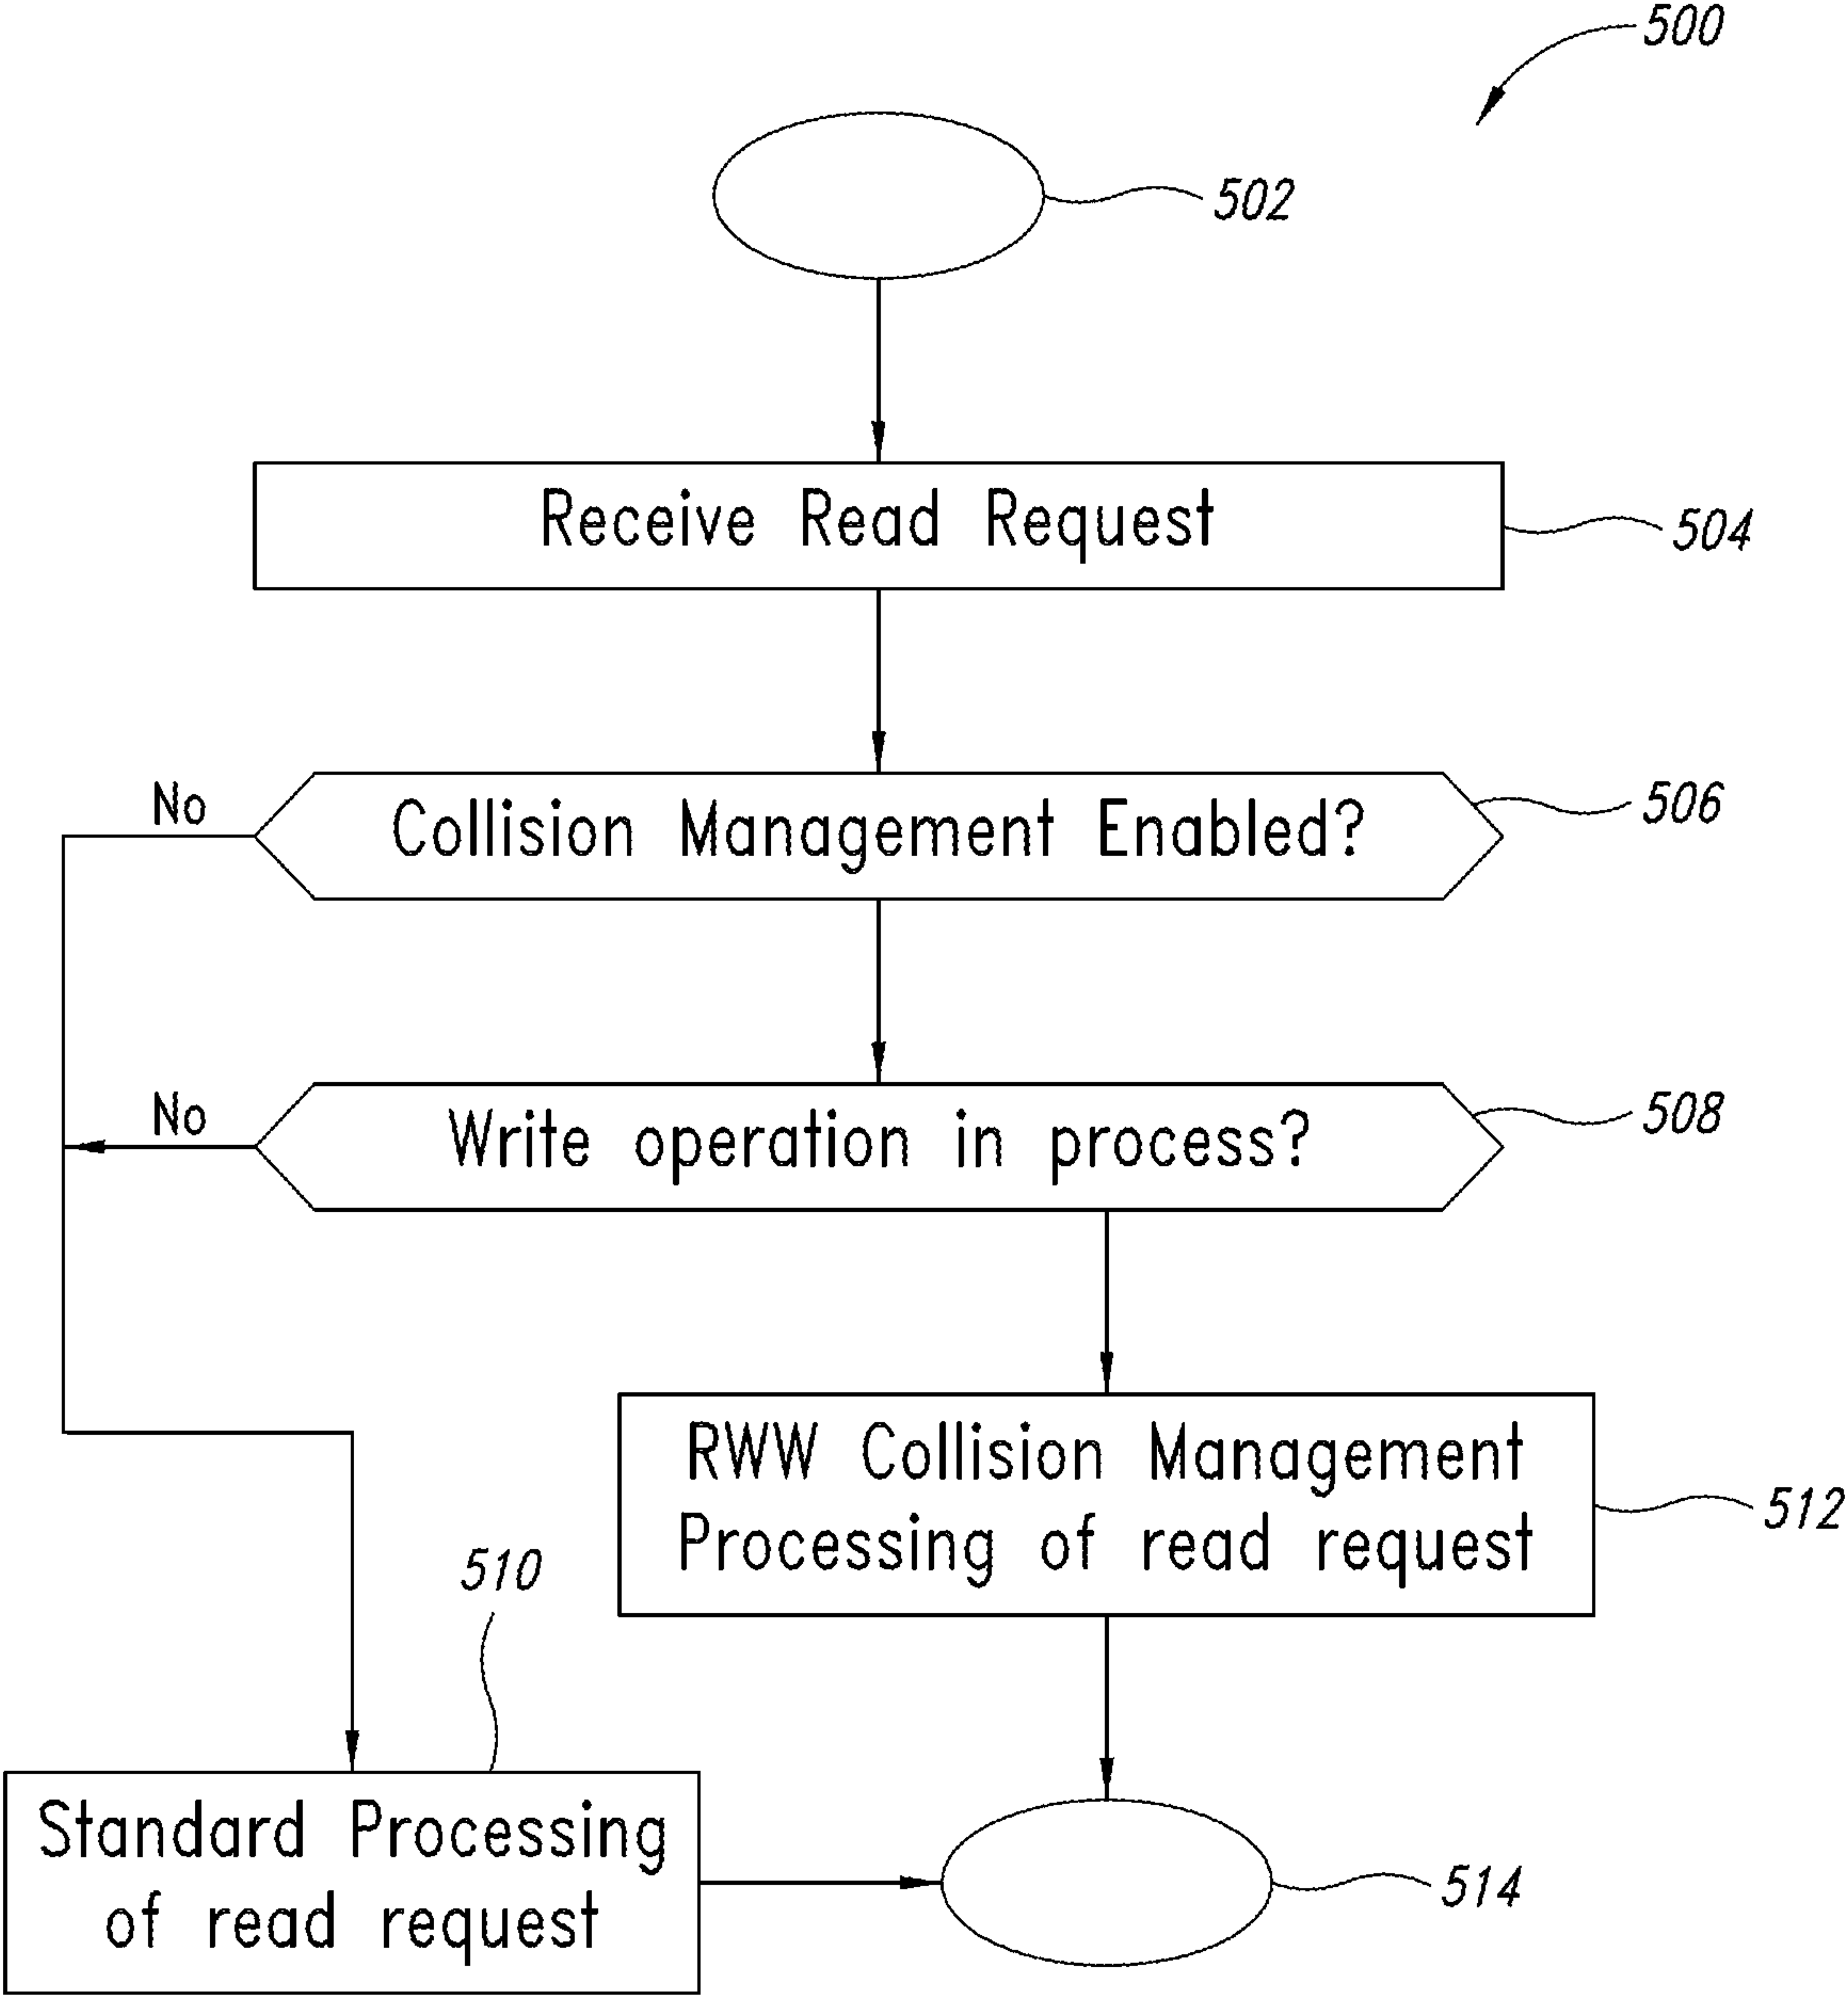 500
502
Receive Read Request
504
No
Collision Management Enabled?
506
No
Write operation in process?
508
RWW Collision Management
Processing of read request
512
510
Standard Processing
of read request
514